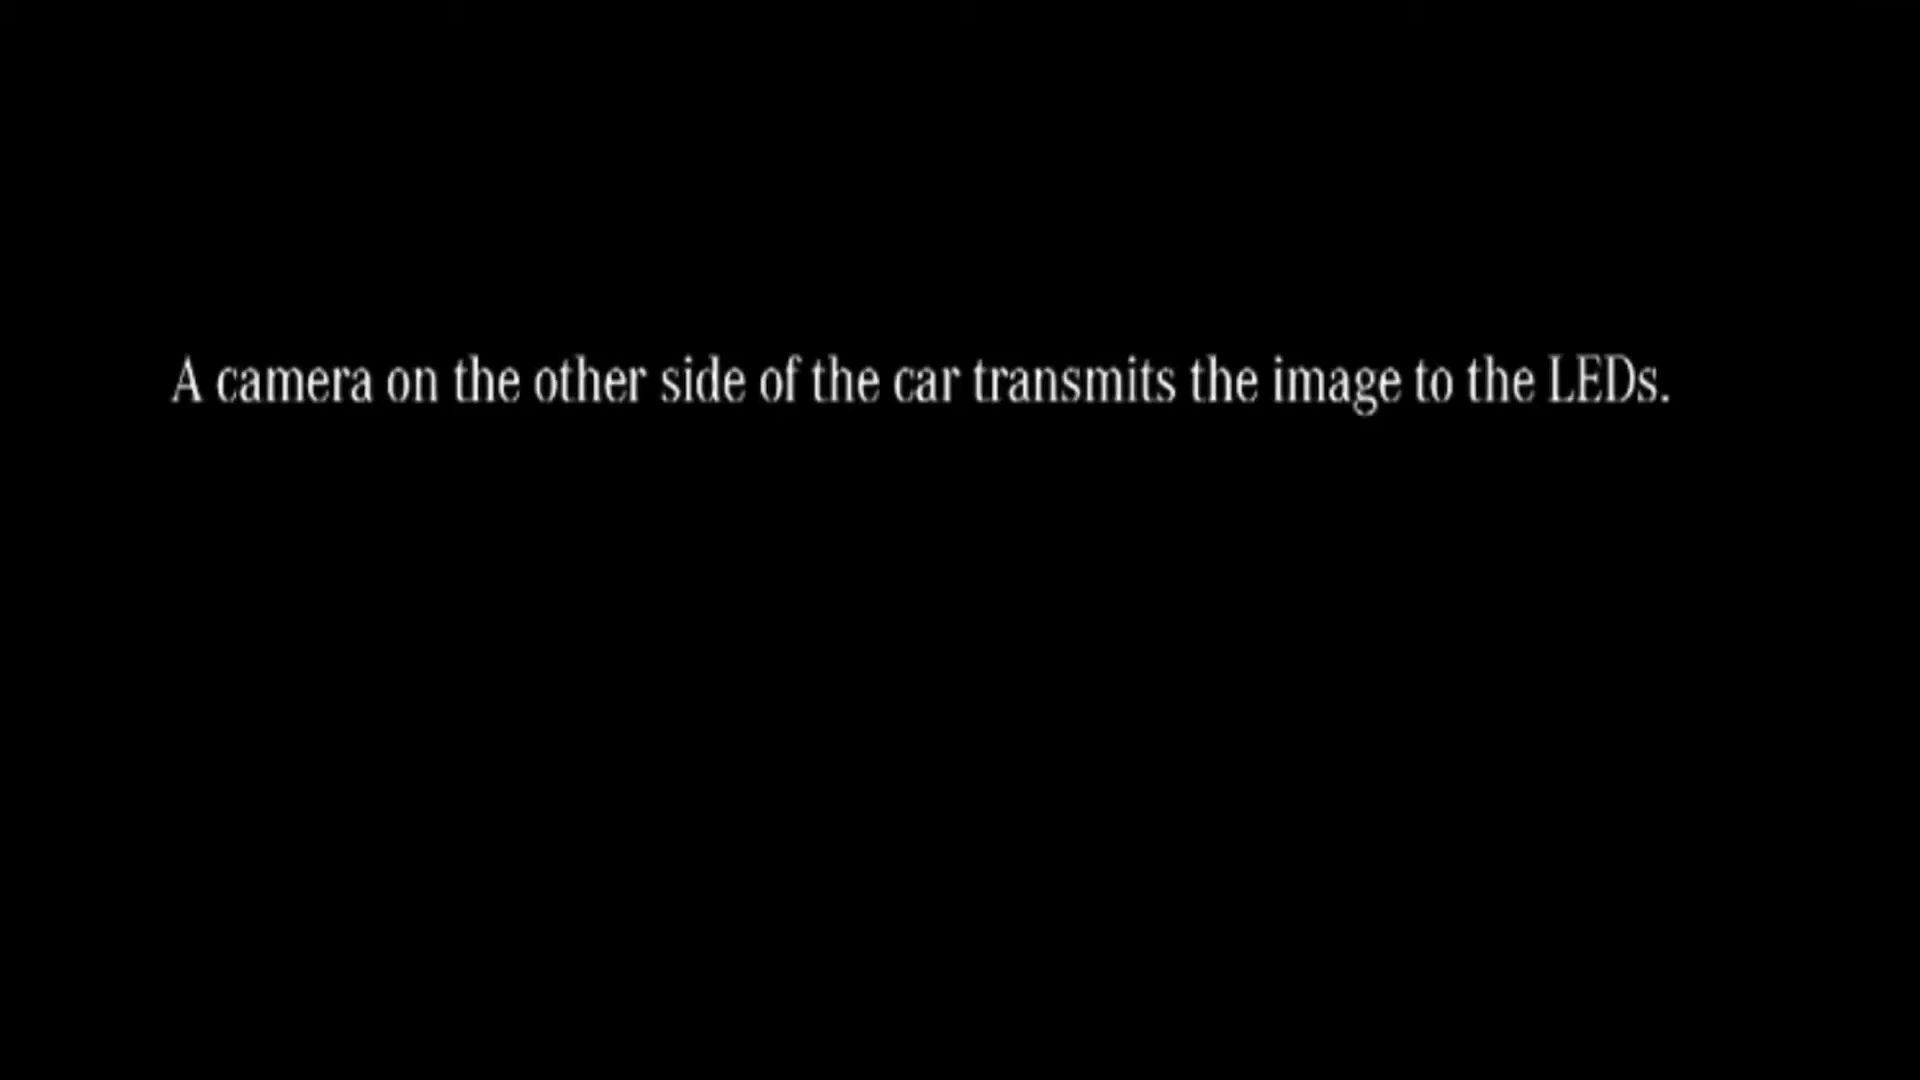 A camera on the other side of the car transmits the image to the LEDs.